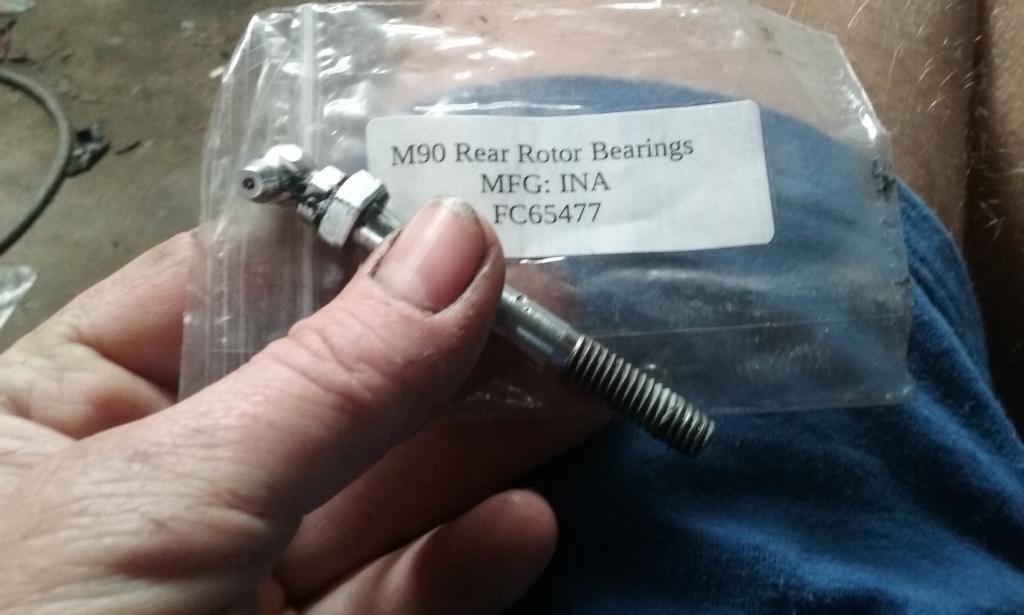 M90 Rear Rotor Bearings
MFG: INA
FC65477